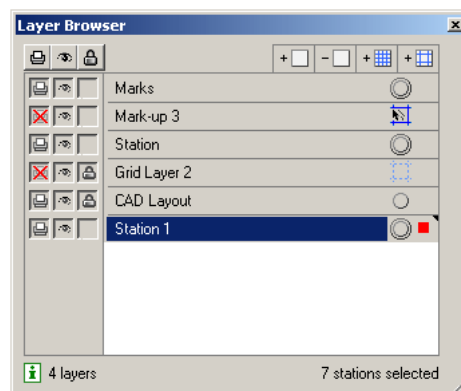 Layer Browser
Marks
Mark-up 3
Station
Grid Layer 2
CAD Layout
Station 1
4 layers
7 stations selected